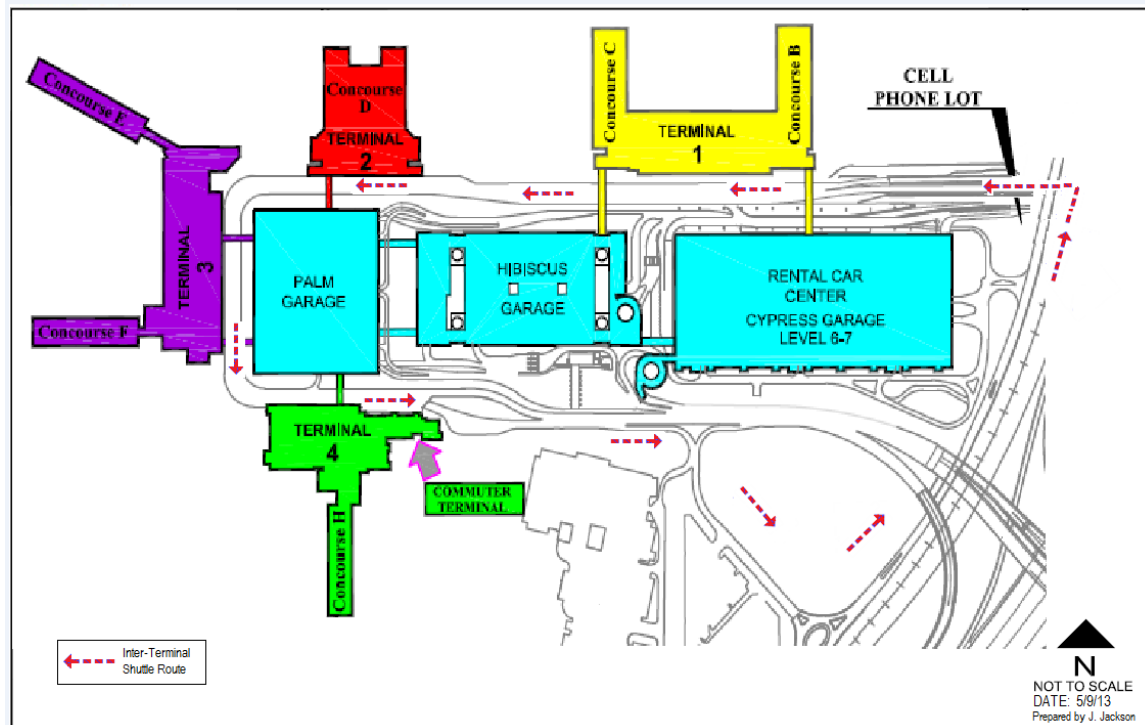 Concourse E
Concourse D
TERMINAL
2
Concourse C
Concourse B
TERMINAL
1
CELL
PHONE LOT
TERMINAL
3
Concourse F
PALM
GARAGE
HIBISCUS
GARAGE
RENTAL CAR
CENTER
CYPRESS GARAGE
LEVEL 6-7
TERMINAL
4
COMMUTER
TERMINAL
Concourse H
Inter-Terminal
Shuttle Route
N
NOT TO SCALE
DATE: 5/9/13
Prepared by J. Jackson